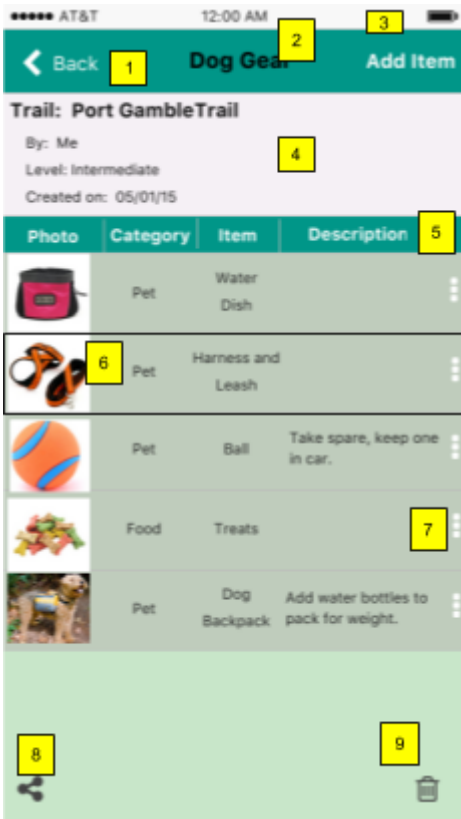 AT&T 12:00 AM 3
2
Back 1 Dog Gear Add Item
Trail: Port GambleTrail
By: Me 4
Level: Intermediate
Created on: 05/01/15
Photo Category Item Description 5
Pet Water
Dish
6 Pet Harness and
Leash
Pet Ball Take spare, keep one
in car.
Food Treats 7
Pet Dog
Backpack Add water bottles to
pack for weight.
8 9